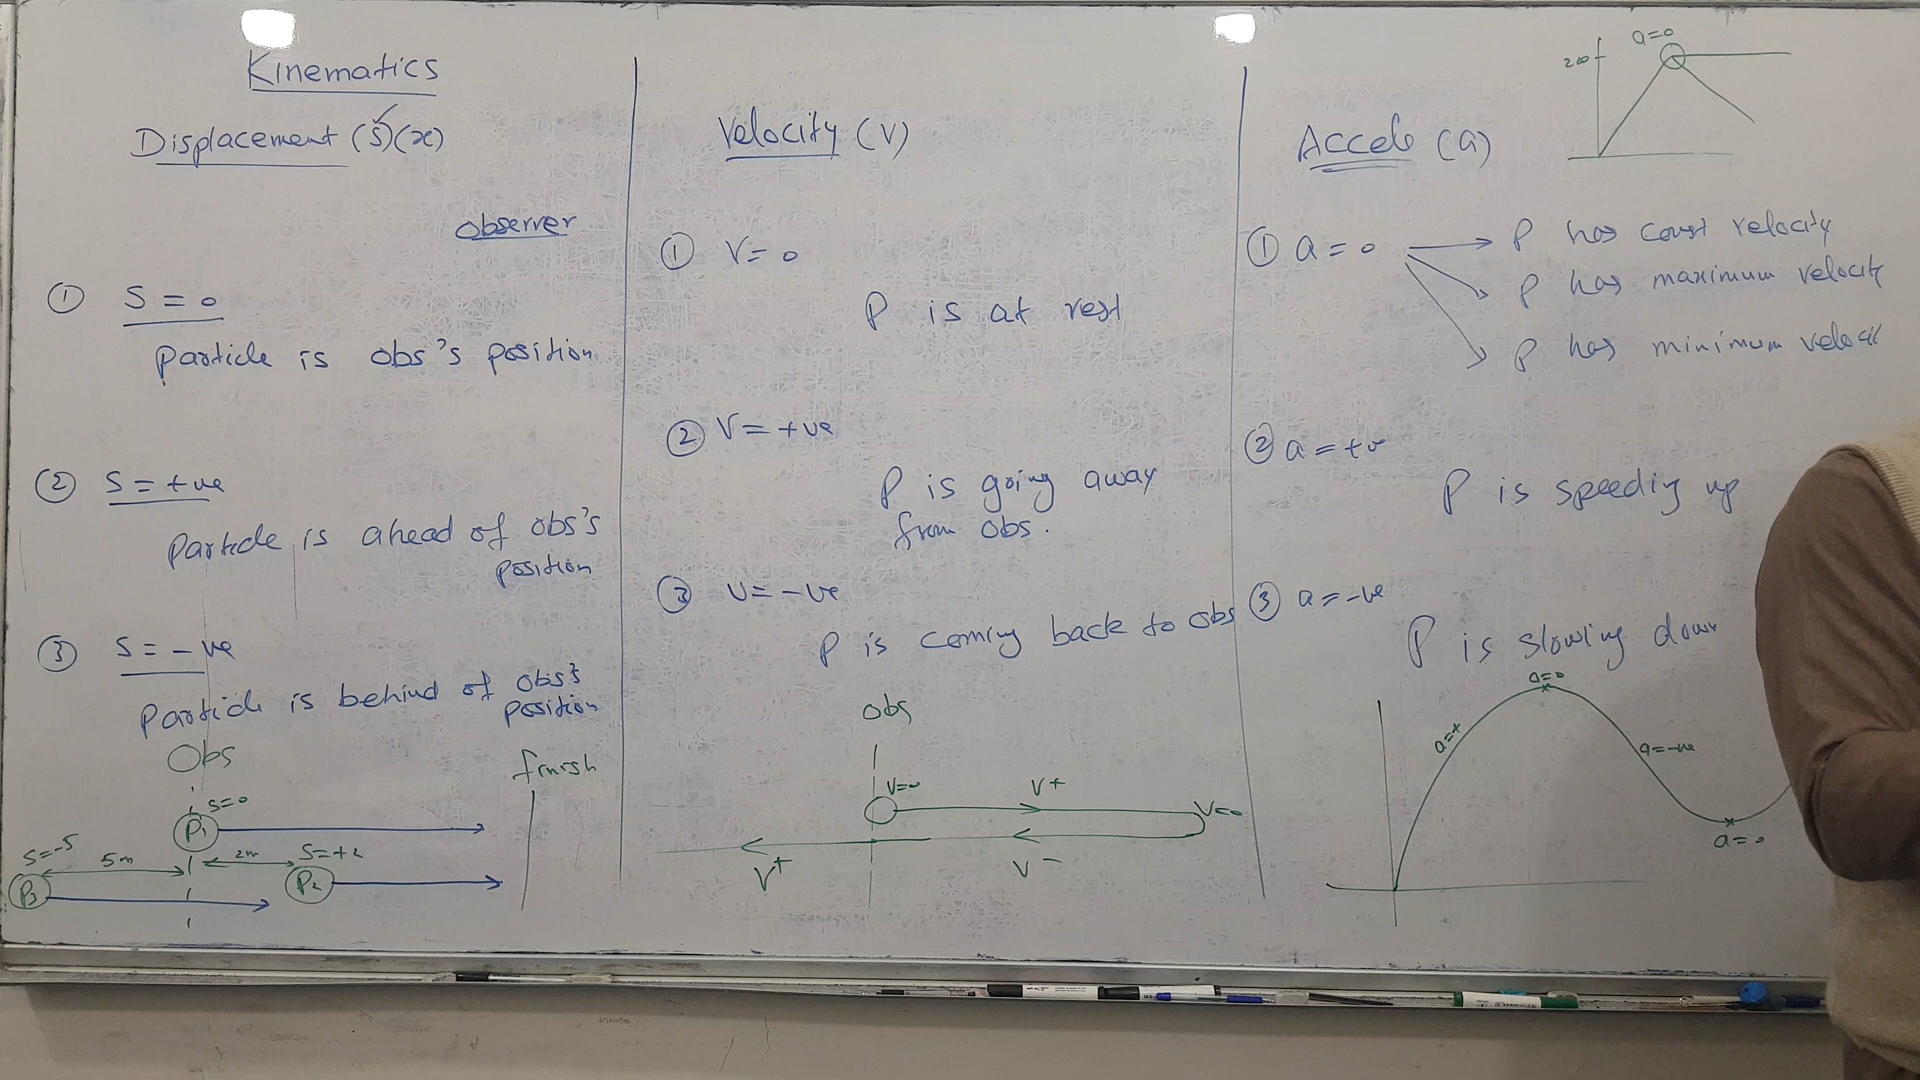 Kinematics
Displacement (s)(x)
observer
① S = 0
particle is obs's position
② S = +ve
particle is ahead of obs's
position
③ S = -ve
particle is behind of obs's
position
Obs
finish
S=0
P1
S=-5
5m
2m
S=+2
P3
P2
Velocity (V)
① V = 0
P is at rest
② V = +ve
P is going away
from obs.
③ V = -ve
P is coming back to obs
obs
V=0
V+
V=0
V+
V-
a=0
200
Accele (a)
① a = 0
P has const velocity
P has maximum velocity
P has minimum veloci
② a = +v
P is speeding up
③ a = -ve
P is slowing down
a=0
a=+
a=-ve
a=0